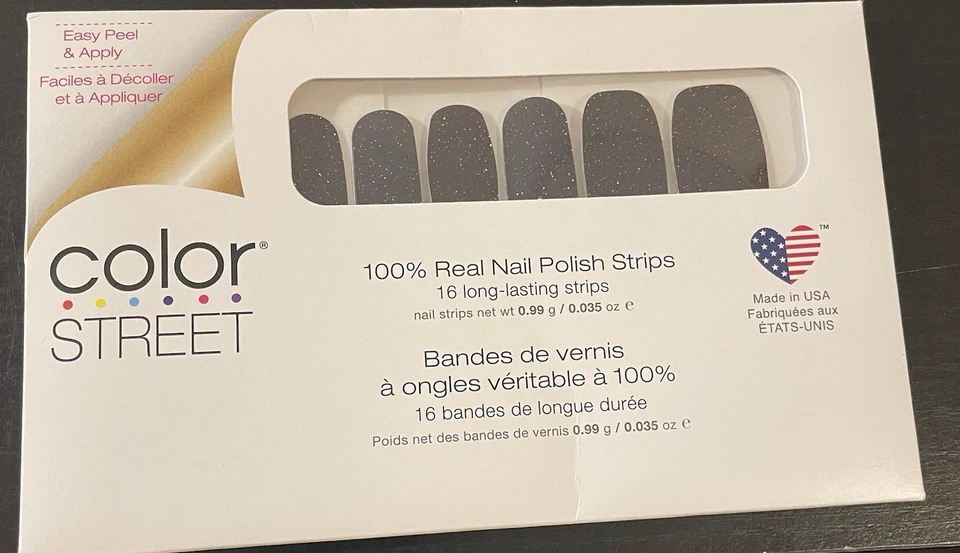 Easy Peel
& Apply
Faciles à Décoller
et à Appliquer
color®
STREET
100% Real Nail Polish Strips
16 long-lasting strips
nail strips net wt 0.99 g / 0.035 oz ℮
Bandes de vernis
à ongles véritable à 100%
16 bandes de longue durée
Poids net des bandes de vernis 0.99 g / 0.035 oz ℮
TM
Made in USA
Fabriquées aux
ÉTATS-UNIS